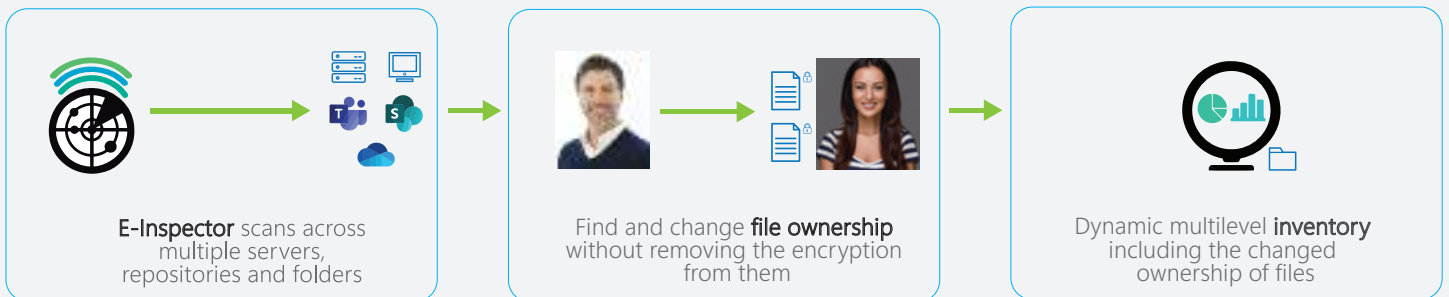 E-Inspector scans across
multiple servers,
repositories and folders
Find and change file ownership
without removing the encryption
from them
Dynamic multilevel inventory
including the changed
ownership of files
T
S